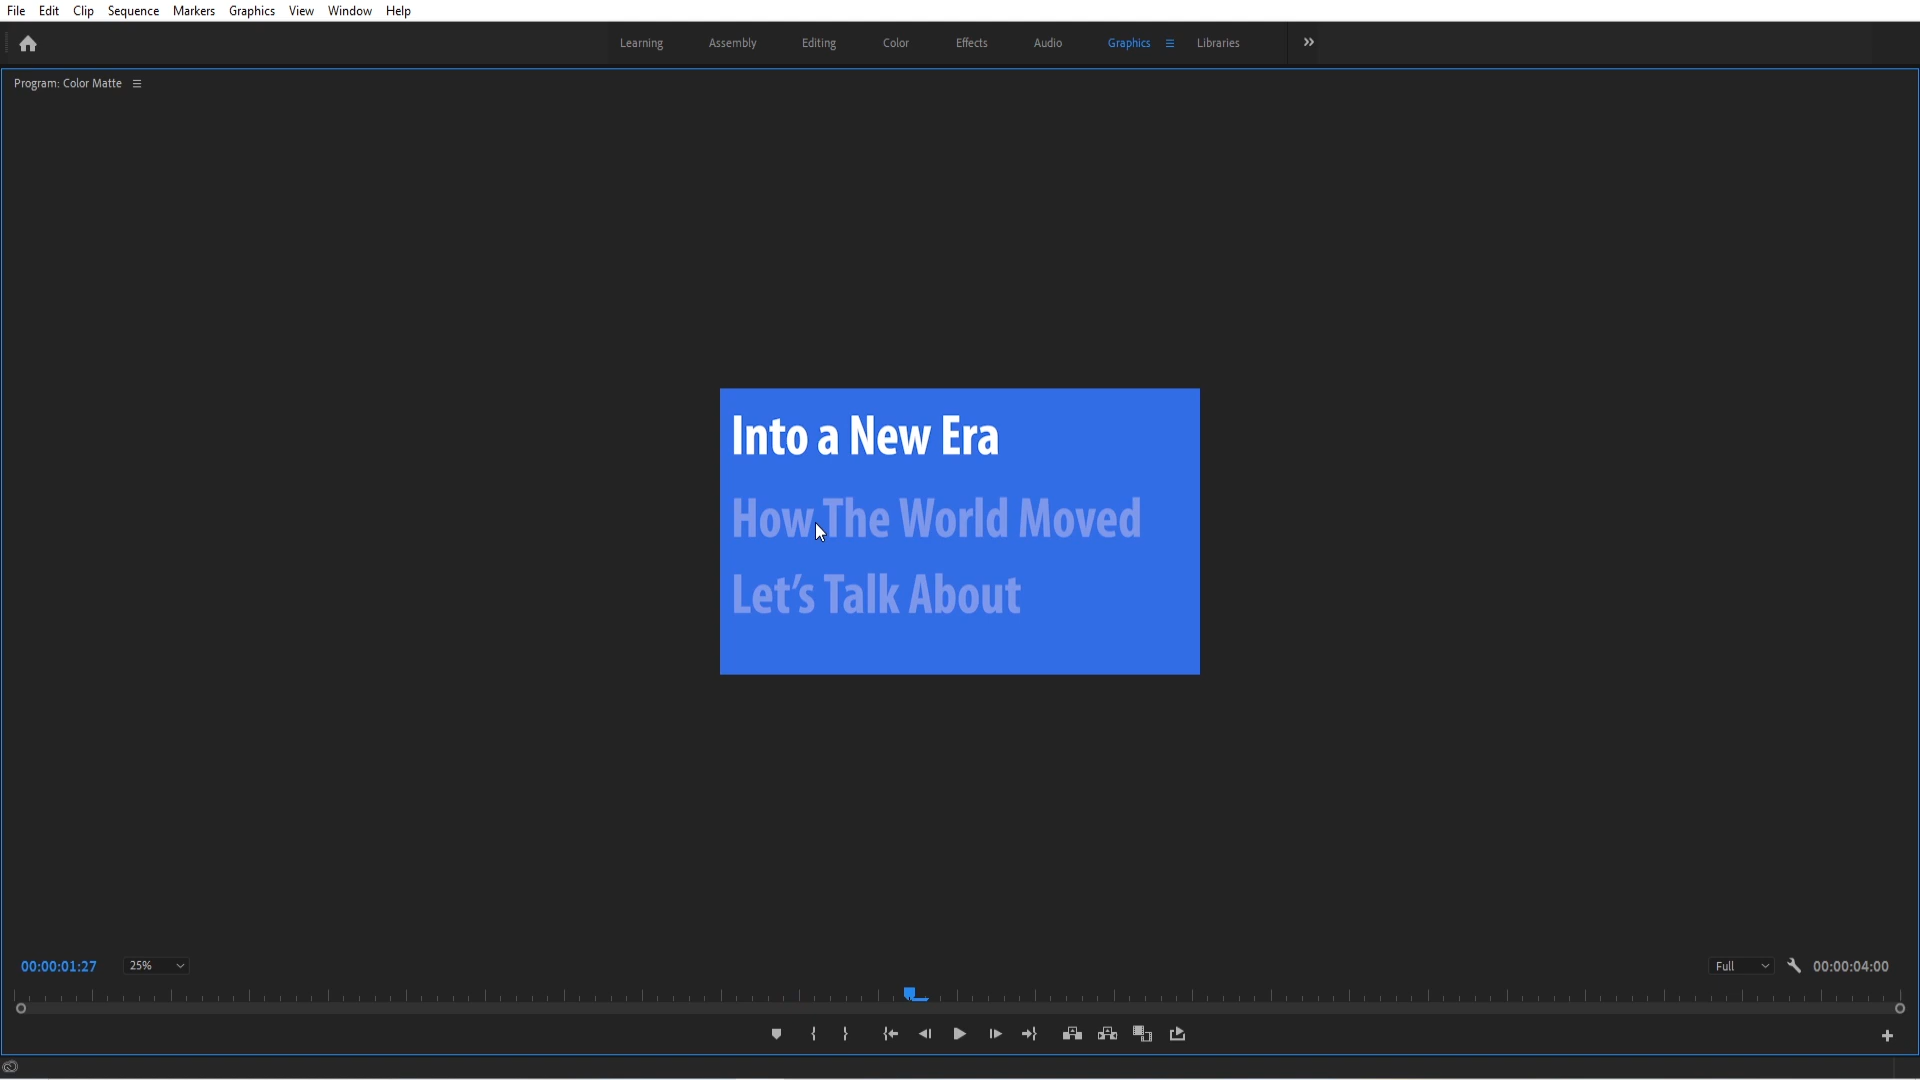 File Edit Clip Sequence Markers Graphics View Window Help
Learning Assembly Editing Color Effects Audio Graphics Libraries
Program: Color Matte
Into a New Era
How The World Moved
Let's Talk About
00:00:01:27 25% Full 00:00:04:00